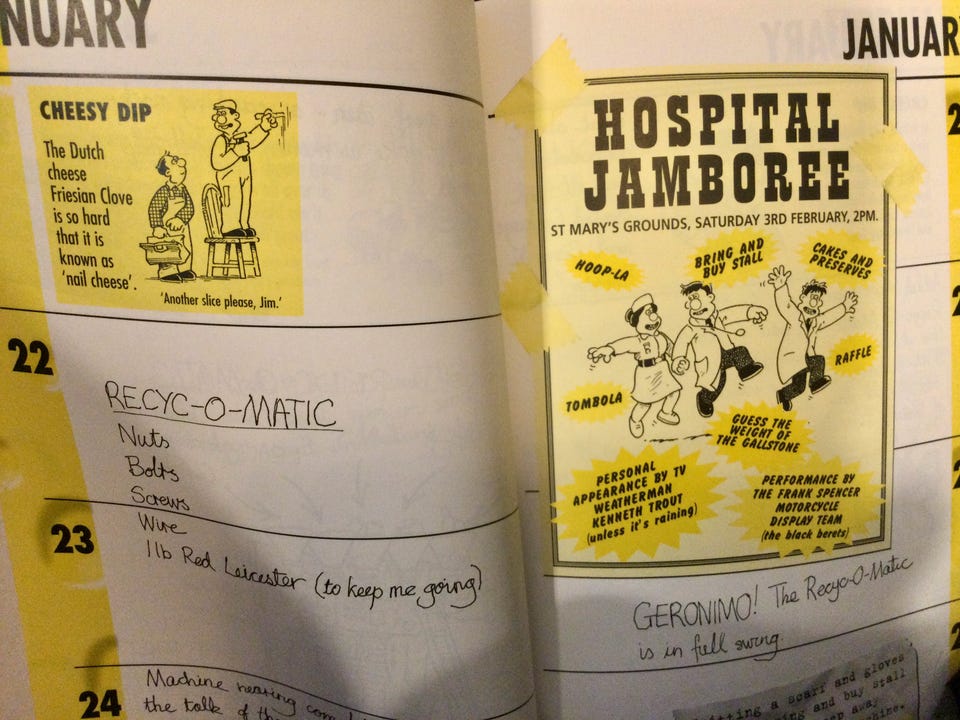 NUARY
CHEESY DIP
The Dutch
cheese
Friesian Clove
is so hard
that it is
known as
'nail cheese'.
'Another slice please, Jim.'
22
RECYC-O-MATIC
Nuts
Bolts
Screws
23
Wire
1lb Red Leicester (to keep me going)
24
Machine nearing
the talk of the
JANUAR
HOSPITAL
JAMBOREE
ST MARY'S GROUNDS, SATURDAY 3RD FEBRUARY, 2PM.
HOOP-LA
BRING AND
BUY STALL
CAKES AND
PRESERVES
RAFFLE
TOMBOLA
GUESS THE
WEIGHT OF
THE GALLSTONE
PERSONAL
APPEARANCE BY TV
WEATHERMAN
KENNETH TROUT
(unless it's raining)
PERFORMANCE BY
THE FRANK SPENCER
MOTORCYCLE
DISPLAY TEAM
(the black berets)
GERONIMO! The Recyc-O-Matic
is in full swing.
a scarf and gloves
and buy stall
away